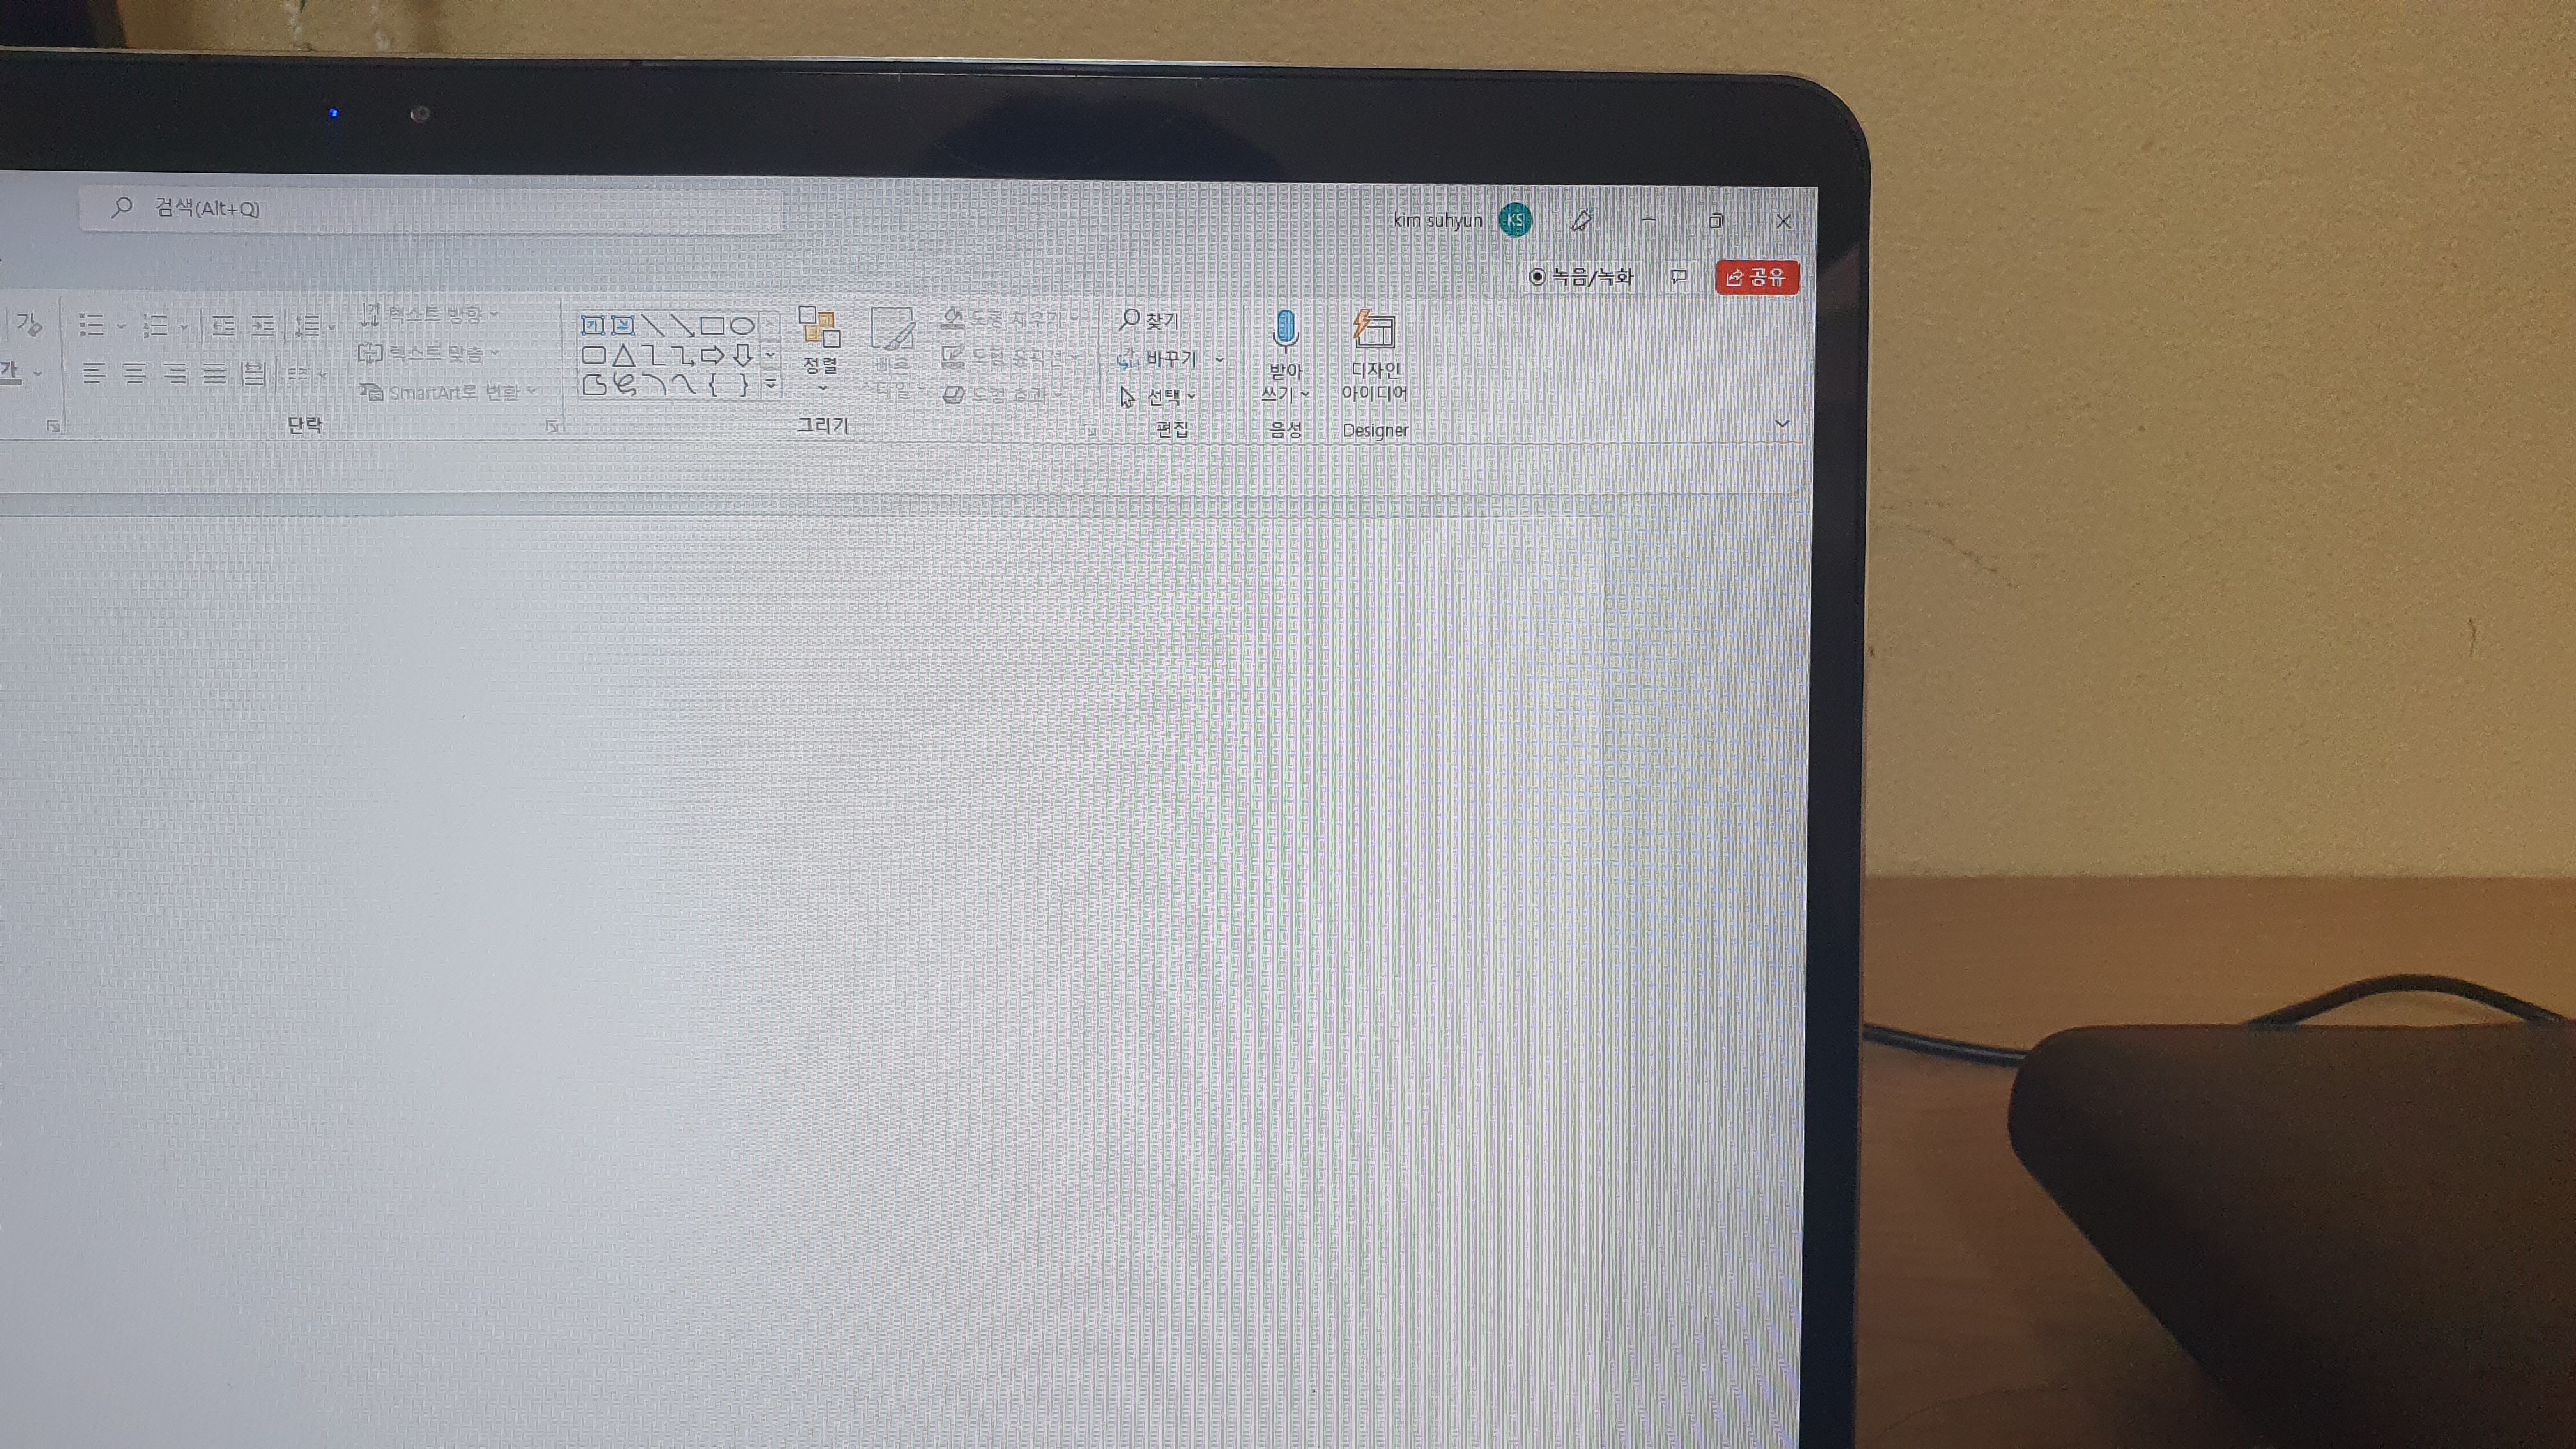 검색(Alt+Q)
kim suhyun KS
녹음/녹화 공유
가
가
텍스트 방향
텍스트 맞춤
SmartArt로 변환
단락
정렬
빠른
스타일
도형 채우기
도형 윤곽선
도형 효과
그리기
찾기
바꾸기
선택
편집
받아
쓰기
음성
디자인
아이디어
Designer